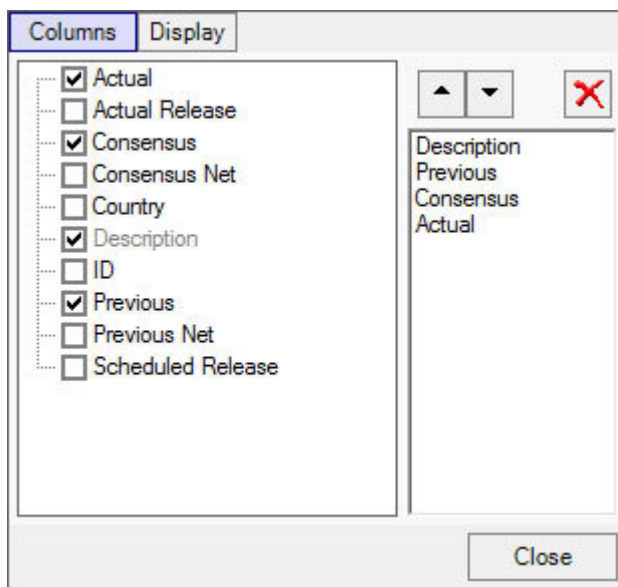 Columns Display
Actual
Actual Release
Consensus
Consensus Net
Country
Description
ID
Previous
Previous Net
Scheduled Release
Description
Previous
Consensus
Actual
Close